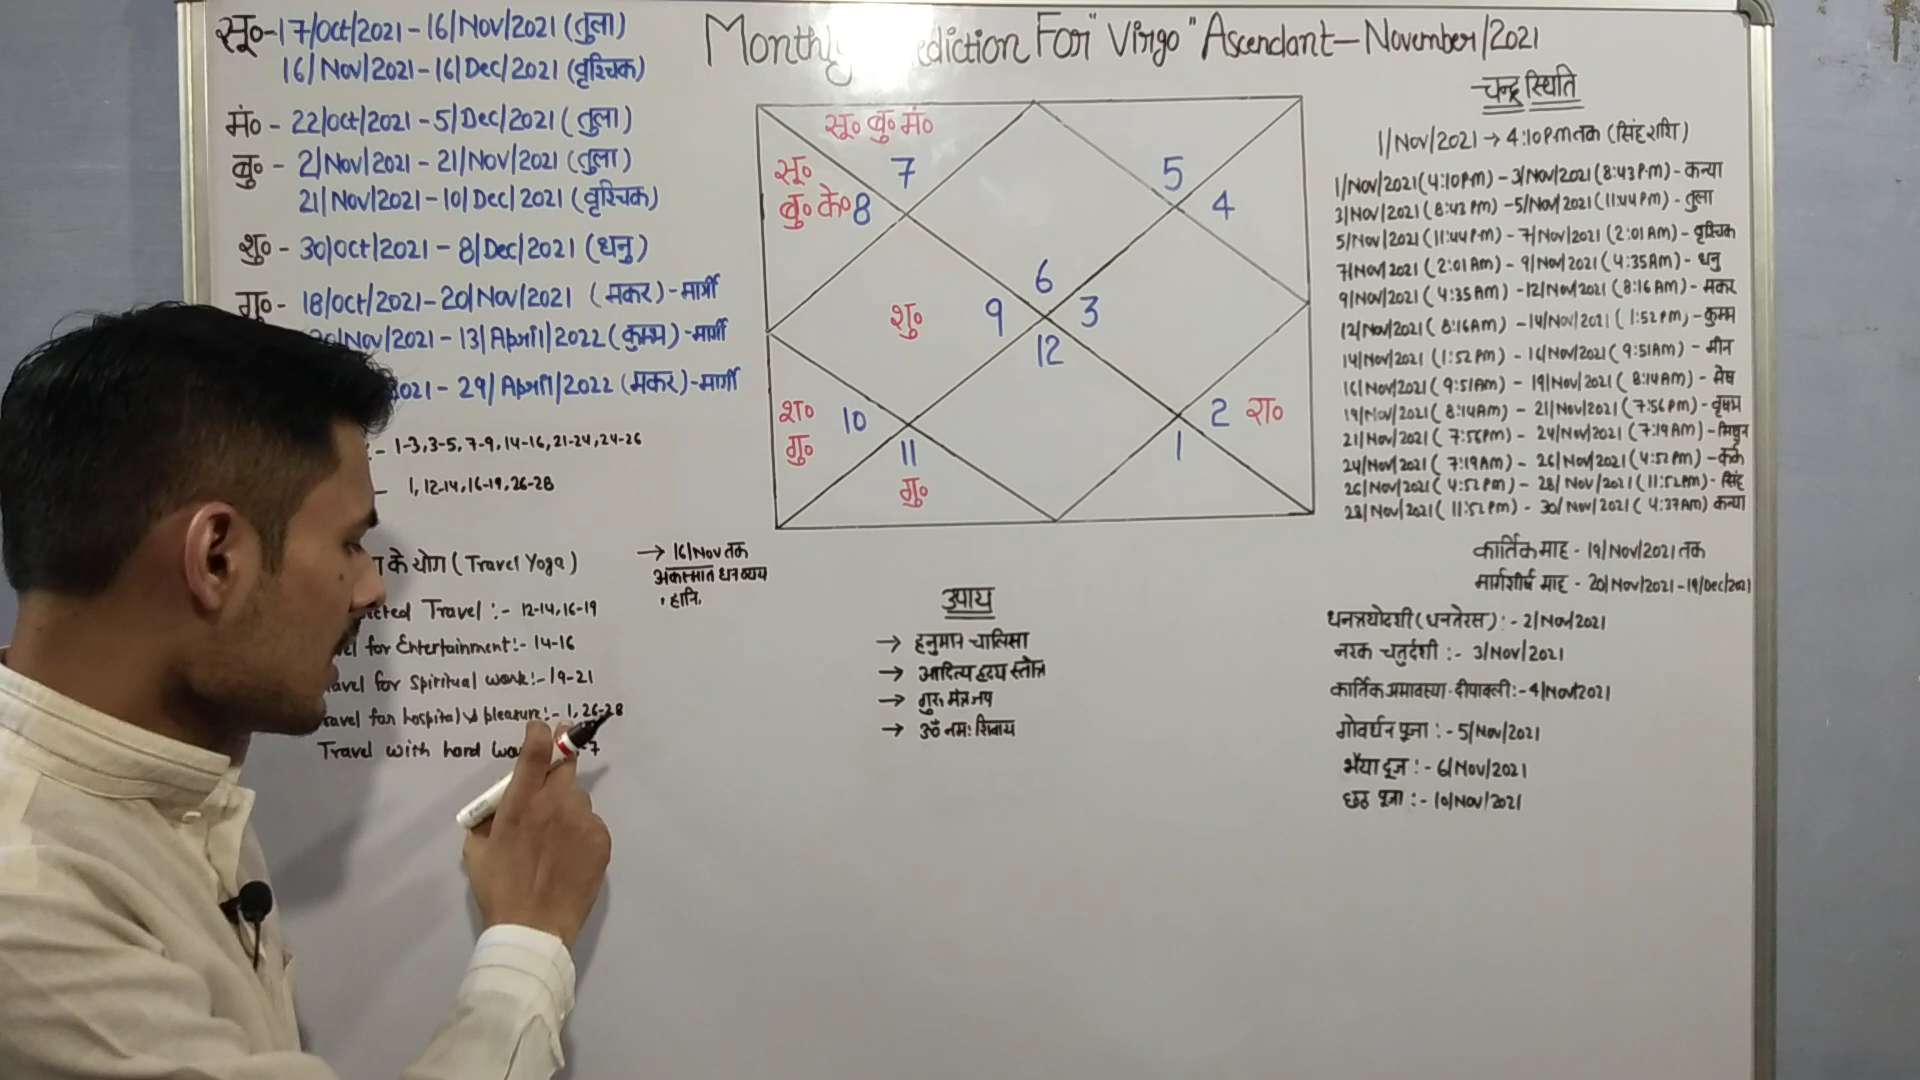 Monthly ediction For "Virgo" Ascendant - November/2021
सू० - 17/Oct/2021 - 16/Nov/2021 (तुला)
16/Nov/2021 - 16/Dec/2021 (वृश्चिक)
मं० - 22/Oct/2021 - 5/Dec/2021 (तुला)
बु० - 2/Nov/2021 - 21/Nov/2021 (तुला)
21/Nov/2021 - 10/Dec/2021 (वृश्चिक)
शु० - 30/Oct/2021 - 8/Dec/2021 (धनु)
गु० - 18/Oct/2021 - 20/Nov/2021 (मकर) - मार्गी
20/Nov/2021 - 13/April/2022 (कुम्भ) - मार्गी
2021 - 29/April/2022 (मकर) - मार्गी
:- 1-3, 3-5, 7-9, 14-16, 21-24, 24-26
- 1, 12-14, 16-19, 26-28
के योग (Travel Yoga)
cted Travel :- 12-14, 16-19
el for Entertainment :- 14-16
avel for spiritual work :- 19-21
ravel for hospital/ pleasure :- 1, 26-28
Travel with hard wo -7
→ 16/Nov तक
अकस्मात धन व्यय
, हानि,
सू० बु० मं०
7
सू०
बु० के० 8
5
4
6
शु० 9
3
12
श० 10
गु०
11
गु०
2 रा०
1
उपाय
→ हनुमान चालिसा
→ आदित्य ह्रदय स्तोत्र
→ गुरु मंत्र जप
→ ॐ नमः शिवाय
चन्द्र स्थिति
1/Nov/2021 → 4:10 PM तक (सिंह राशि)
1/Nov/2021 (4:10 PM) - 3/Nov/2021 (8:43 P.M) - कन्या
3/Nov/2021 (8:43 PM) - 5/Nov/2021 (11:44 PM) - तुला
5/Nov/2021 (11:44 PM) - 7/Nov/2021 (2:01 AM) - वृश्चिक
7/Nov/2021 (2:01 AM) - 9/Nov/2021 (4:35 AM) - धनु
9/Nov/2021 (4:35 AM) - 12/Nov/2021 (8:16 AM) - मकर
12/Nov/2021 (8:16 AM) - 14/Nov/2021 (1:52 PM) - कुम्भ
14/Nov/2021 (1:52 PM) - 16/Nov/2021 (9:51 AM) - मीन
16/Nov/2021 (9:51 AM) - 19/Nov/2021 (8:14 AM) - मेष
19/Nov/2021 (8:14 AM) - 21/Nov/2021 (7:56 PM) - वृषभ
21/Nov/2021 (7:56 PM) - 24/Nov/2021 (7:19 AM) - मिथुन
24/Nov/2021 (7:19 AM) - 26/Nov/2021 (4:52 PM) - कर्क
26/Nov/2021 (4:52 PM) - 28/Nov/2021 (11:52 PM) - सिंह
28/Nov/2021 (11:52 PM) - 30/Nov/2021 (4:37 AM) कन्या
कार्तिक माह - 19/Nov/2021 तक
मार्गशीर्ष माह - 20/Nov/2021 - 19/Dec/2021
धनत्रयोदशी (धनतेरस) :- 2/Nov/2021
नरक चतुर्दशी :- 3/Nov/2021
कार्तिक अमावस्या - दीपावली :- 4/Nov/2021
गोवर्धन पूजा :- 5/Nov/2021
भैया दूज :- 6/Nov/2021
छठ पूजा :- 10/Nov/2021